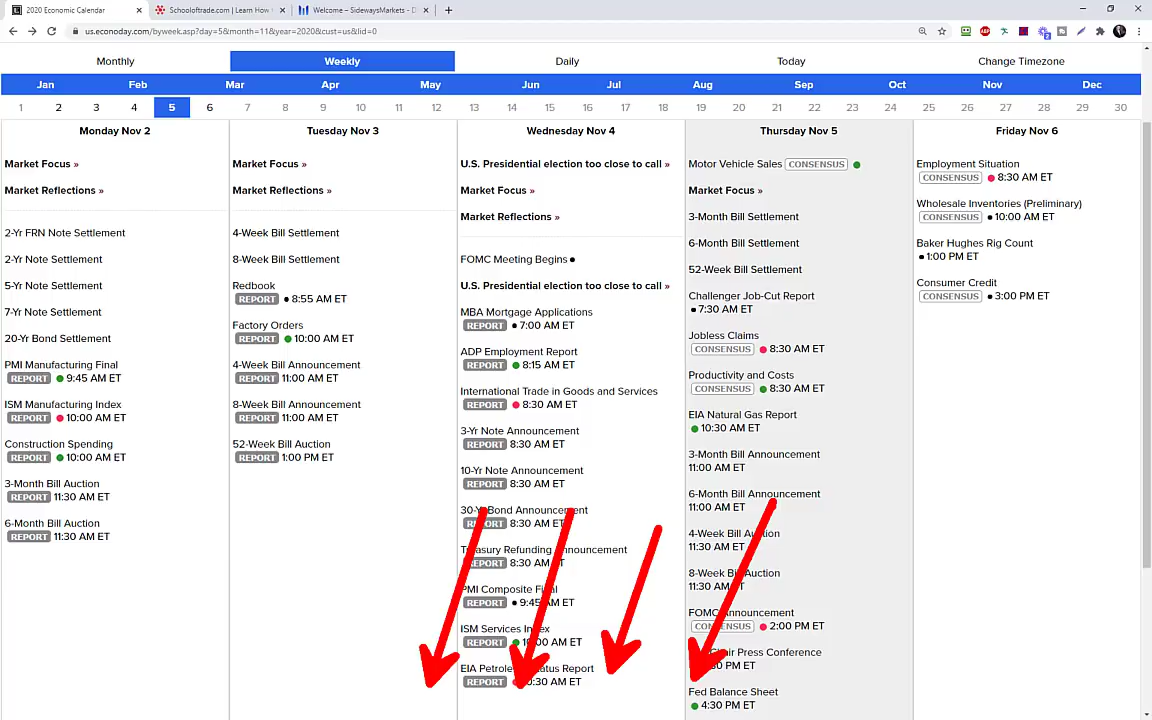 2020 Economic Calendar
Schooloftrade.com | Learn How
Welcome – SidewaysMarkets - D
us.econoday.com/byweek.asp?day=5&month=11&year=2020&cust=us&lid=0
Monthly Weekly Daily Today Change Timezone
Jan Feb Mar Apr May Jun Jul Aug Sep Oct Nov Dec
1 2 3 4 5 6 7 8 9 10 11 12 13 14 15 16 17 18 19 20 21 22 23 24 25 26 27 28 29 30
Monday Nov 2
Market Focus »
Market Reflections »
2-Yr FRN Note Settlement
2-Yr Note Settlement
5-Yr Note Settlement
7-Yr Note Settlement
20-Yr Bond Settlement
PMI Manufacturing Final
REPORT 9:45 AM ET
ISM Manufacturing Index
REPORT 10:00 AM ET
Construction Spending
REPORT 10:00 AM ET
3-Month Bill Auction
REPORT 11:30 AM ET
6-Month Bill Auction
REPORT 11:30 AM ET
Tuesday Nov 3
Market Focus »
Market Reflections »
4-Week Bill Settlement
8-Week Bill Settlement
Redbook
REPORT 8:55 AM ET
Factory Orders
REPORT 10:00 AM ET
4-Week Bill Announcement
REPORT 11:00 AM ET
8-Week Bill Announcement
REPORT 11:00 AM ET
52-Week Bill Auction
REPORT 1:00 PM ET
Wednesday Nov 4
U.S. Presidential election too close to call »
Market Focus »
Market Reflections »
FOMC Meeting Begins
U.S. Presidential election too close to call »
MBA Mortgage Applications
REPORT 7:00 AM ET
ADP Employment Report
REPORT 8:15 AM ET
International Trade in Goods and Services
REPORT 8:30 AM ET
3-Yr Note Announcement
REPORT 8:30 AM ET
10-Yr Note Announcement
REPORT 8:30 AM ET
30-Yr Bond Announcement
REPORT 8:30 AM ET
Treasury Refunding Announcement
REPORT 8:30 AM ET
PMI Composite Final
REPORT 9:45 AM ET
ISM Services Index
REPORT 10:00 AM ET
EIA Petroleum Status Report
REPORT 10:30 AM ET
Thursday Nov 5
Motor Vehicle Sales CONSENSUS
Market Focus »
3-Month Bill Settlement
6-Month Bill Settlement
52-Week Bill Settlement
Challenger Job-Cut Report
7:30 AM ET
Jobless Claims
CONSENSUS 8:30 AM ET
Productivity and Costs
CONSENSUS 8:30 AM ET
EIA Natural Gas Report
10:30 AM ET
3-Month Bill Announcement
11:00 AM ET
6-Month Bill Announcement
11:00 AM ET
4-Week Bill Auction
11:30 AM ET
8-Week Bill Auction
11:30 AM ET
FOMC Announcement
CONSENSUS 2:00 PM ET
Chair Press Conference
PM ET
Fed Balance Sheet
4:30 PM ET
Friday Nov 6
Employment Situation
CONSENSUS 8:30 AM ET
Wholesale Inventories (Preliminary)
CONSENSUS 10:00 AM ET
Baker Hughes Rig Count
1:00 PM ET
Consumer Credit
CONSENSUS 3:00 PM ET